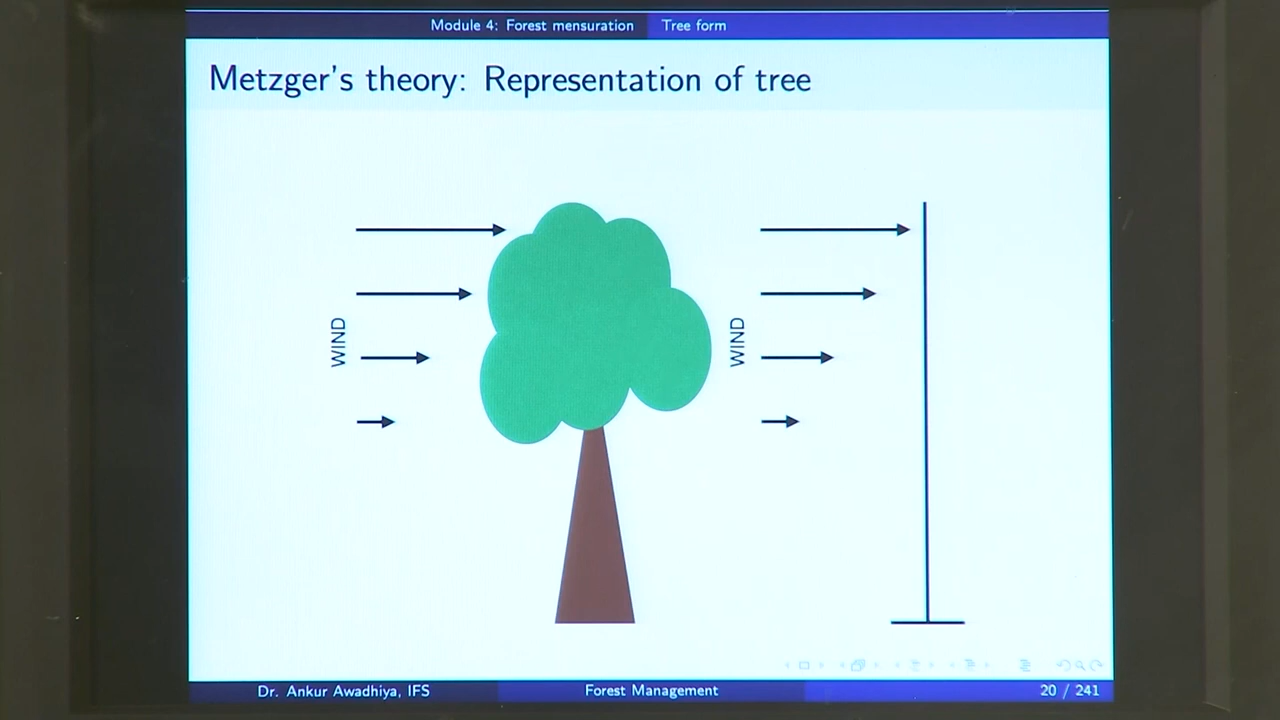 Module 4: Forest mensuration Tree form
Metzger's theory: Representation of tree
WIND
WIND
Dr. Ankur Awadhiya, IFS Forest Management 20 / 241